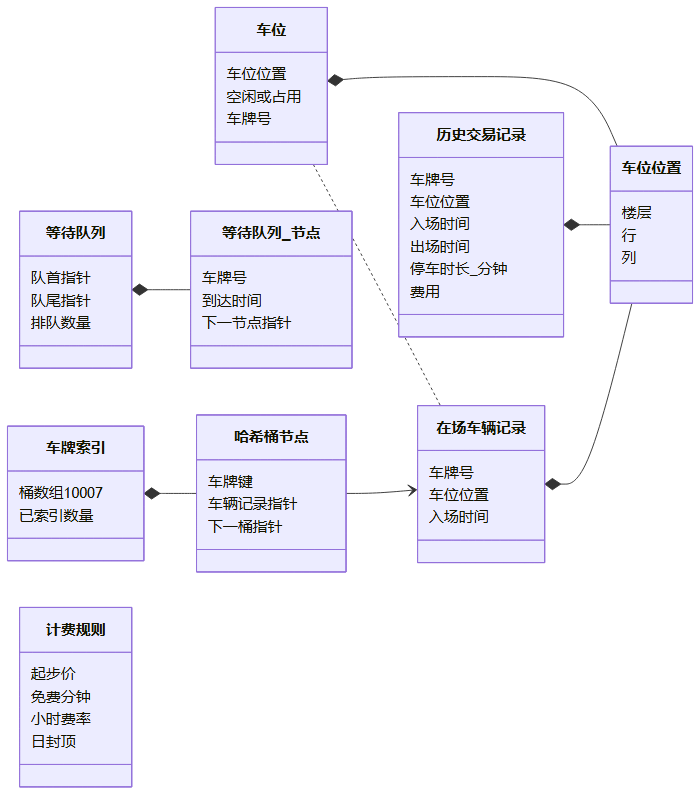 车位
车位位置
空闲或占用
车牌号
历史交易记录
车牌号
车位位置
入场时间
出场时间
停车时长_分钟
费用
车位位置
楼层
行
列
等待队列
队首指针
队尾指针
排队数量
等待队列_节点
车牌号
到达时间
下一节点指针
车牌索引
桶数组10007
已索引数量
哈希桶节点
车牌键
车辆记录指针
下一桶指针
在场车辆记录
车牌号
车位位置
入场时间
计费规则
起步价
免费分钟
小时费率
日封顶